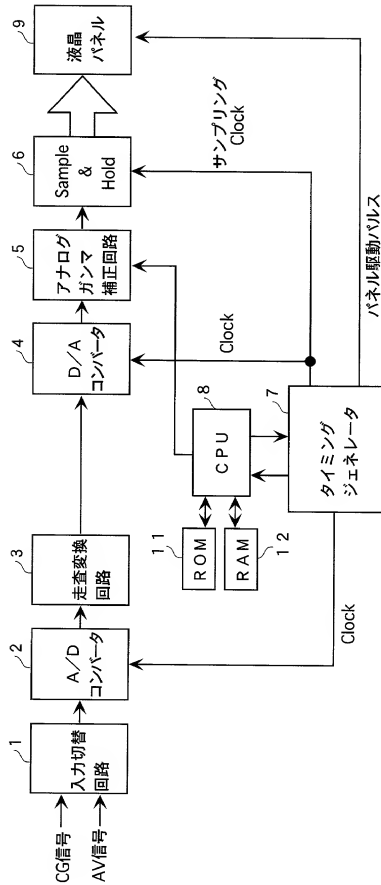 CG信号
AV信号
1
入力切替
回路
2
A/D
コンバータ
3
走査変換
回路
4
D/A
コンバータ
5
アナログ
ガンマ
補正回路
6
Sample
&
Hold
9
液晶
パネル
11
ROM
12
RAM
8
CPU
7
タイミング
ジェネレータ
Clock
Clock
サンプリング
Clock
パネル駆動パルス